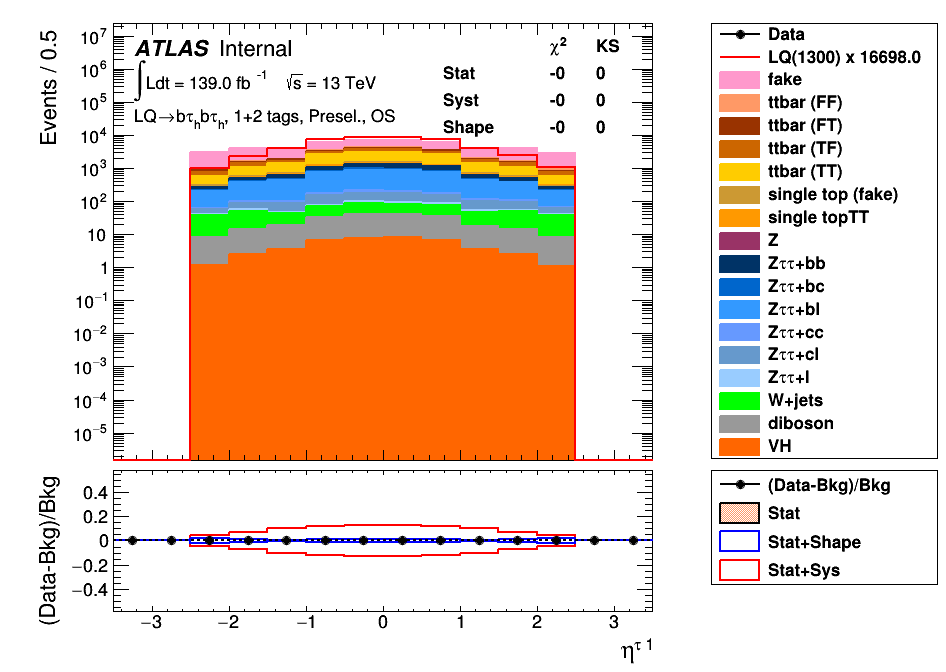 ATLAS Internal
∫Ldt = 139.0 fb⁻¹ √s = 13 TeV
LQ→bτ_h bτ_h, 1+2 tags, Presel., OS
χ² KS
Stat -0 0
Syst -0 0
Shape -0 0
Events / 0.5
10⁷
10⁶
10⁵
10⁴
10³
10²
10
1
10⁻¹
10⁻²
10⁻³
10⁻⁴
10⁻⁵
Data
LQ(1300) x 16698.0
fake
ttbar (FF)
ttbar (FT)
ttbar (TF)
ttbar (TT)
single top (fake)
single topTT
Z
Zττ+bb
Zττ+bc
Zττ+bl
Zττ+cc
Zττ+cl
Zττ+l
W+jets
diboson
VH
(Data-Bkg)/Bkg
0.4
0.2
0
−0.2
−0.4
−3 −2 −1 0 1 2 3
η^τ 1
(Data-Bkg)/Bkg
Stat
Stat+Shape
Stat+Sys